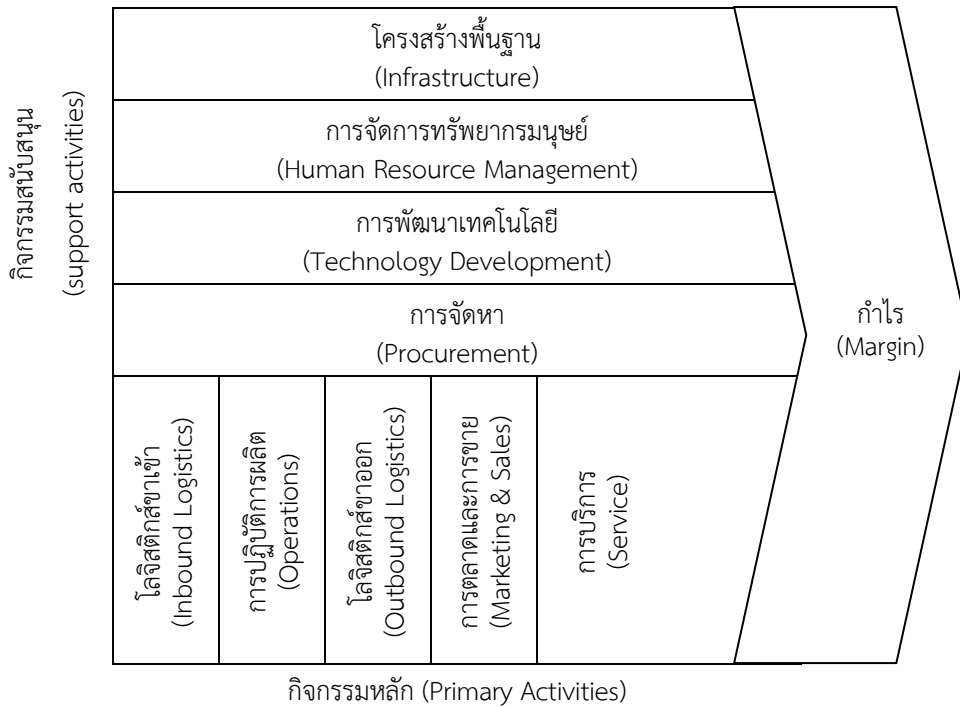 กิจกรรมสนับสนุน
(support activities)
โครงสร้างพื้นฐาน
(Infrastructure)
การจัดการทรัพยากรมนุษย์
(Human Resource Management)
การพัฒนาเทคโนโลยี
(Technology Development)
การจัดหา
(Procurement)
กำไร
(Margin)
โลจิสติกส์ขาเข้า
(Inbound Logistics)
การปฏิบัติการผลิต
(Operations)
โลจิสติกส์ขาออก
(Outbound Logistics)
การตลาดและการขาย
(Marketing & Sales)
การบริการ
(Service)
กิจกรรมหลัก (Primary Activities)